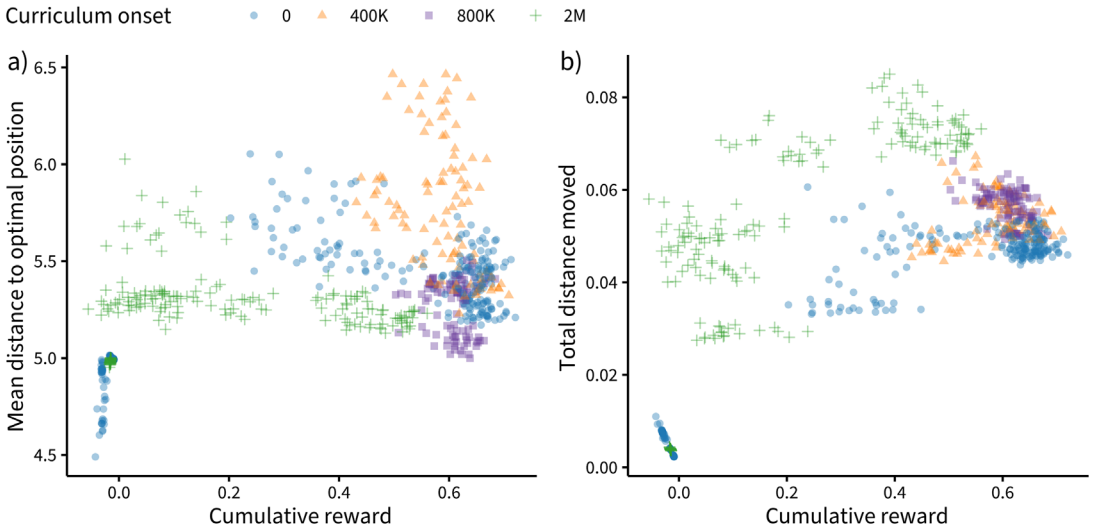 Curriculum onset 0 400K 800K 2M
a)
Mean distance to optimal position
6.5
6.0
5.5
5.0
4.5
0.0 0.2 0.4 0.6
Cumulative reward
b)
Total distance moved
0.08
0.06
0.04
0.02
0.00
0.0 0.2 0.4 0.6
Cumulative reward